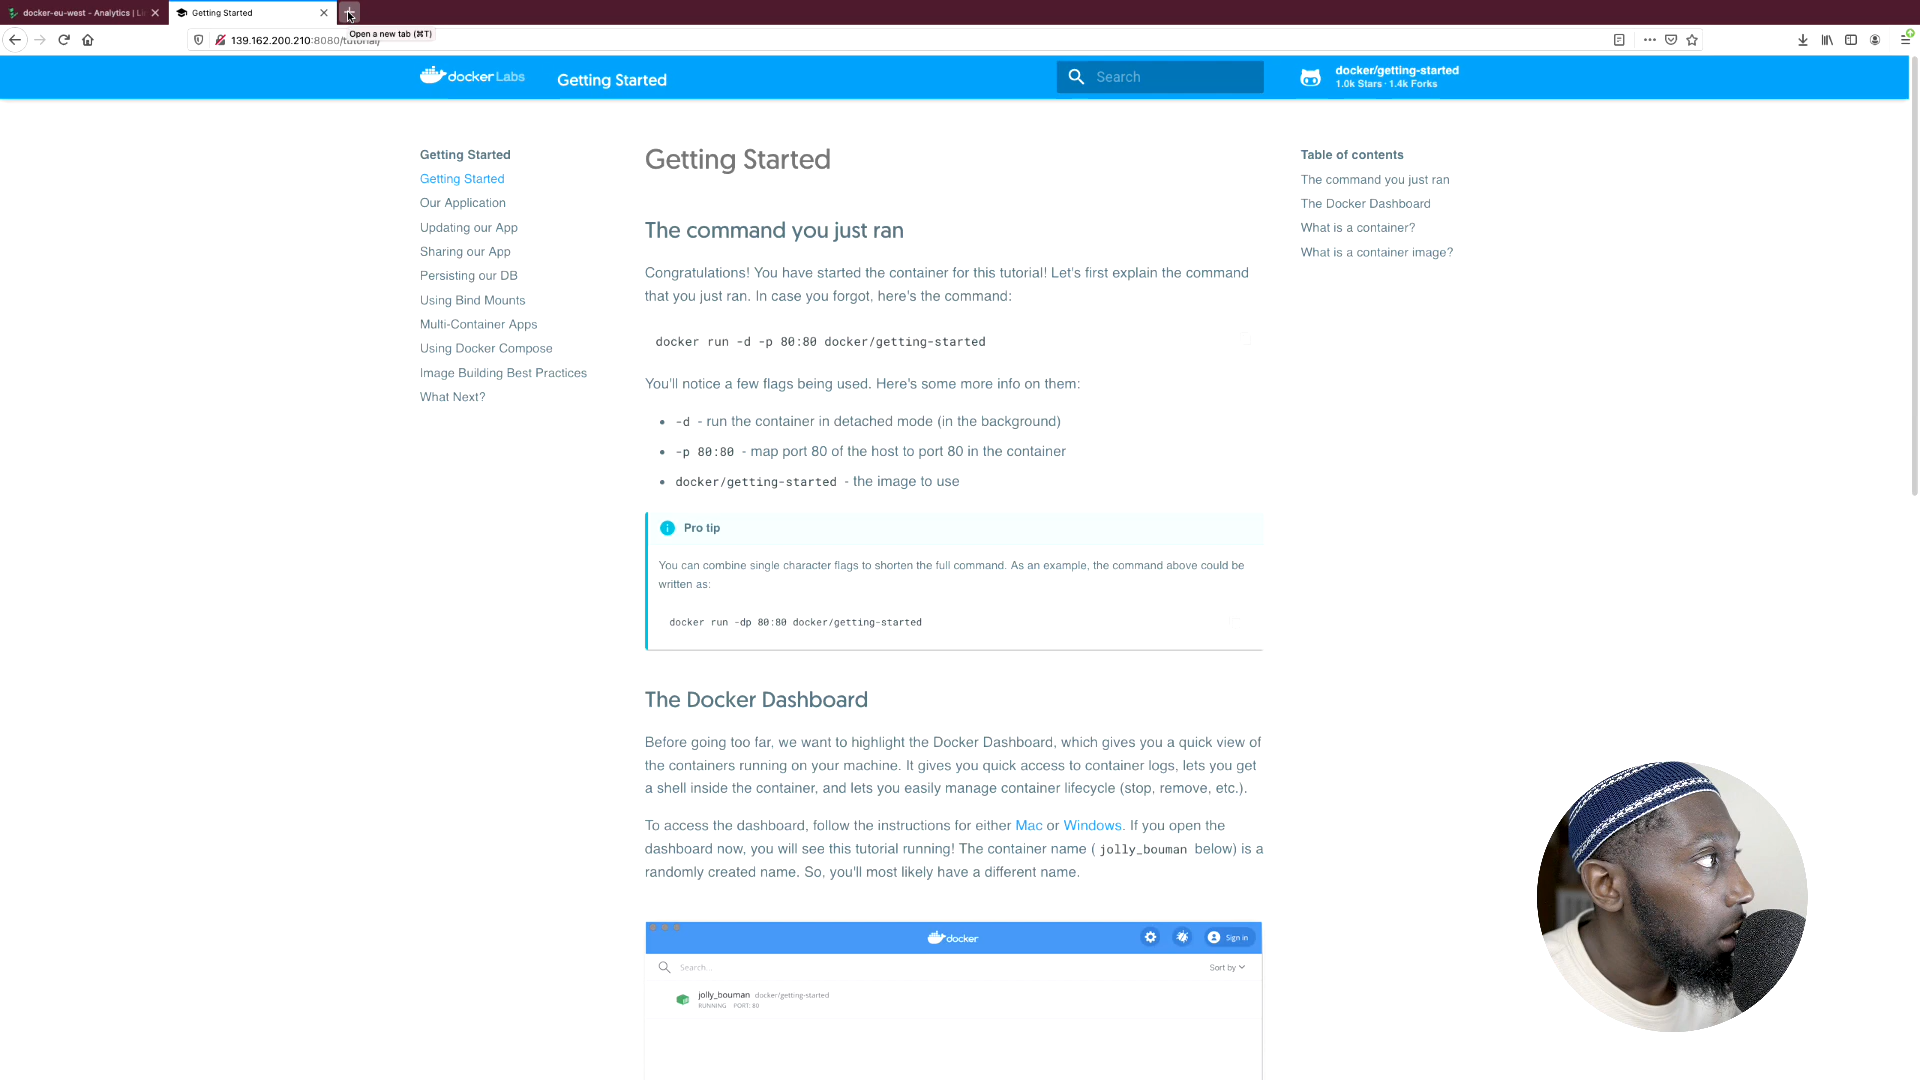 docker-eu-west - Analytics | Li
Getting Started
Open a new tab (⌘T)
139.162.200.210:8080/tutorial/
docker Labs
Getting Started
Search
docker/getting-started
1.0k Stars · 1.4k Forks
Getting Started
Getting Started
Our Application
Updating our App
Sharing our App
Persisting our DB
Using Bind Mounts
Multi-Container Apps
Using Docker Compose
Image Building Best Practices
What Next?
Getting Started
The command you just ran
Congratulations! You have started the container for this tutorial! Let's first explain the command
that you just ran. In case you forgot, here's the command:
docker run -d -p 80:80 docker/getting-started
You'll notice a few flags being used. Here's some more info on them:
-d - run the container in detached mode (in the background)
-p 80:80 - map port 80 of the host to port 80 in the container
docker/getting-started - the image to use
Pro tip
You can combine single character flags to shorten the full command. As an example, the command above could be
written as:
docker run -dp 80:80 docker/getting-started
The Docker Dashboard
Before going too far, we want to highlight the Docker Dashboard, which gives you a quick view of
the containers running on your machine. It gives you quick access to container logs, lets you get
a shell inside the container, and lets you easily manage container lifecycle (stop, remove, etc.).
To access the dashboard, follow the instructions for either Mac or Windows. If you open the
dashboard now, you will see this tutorial running! The container name ( jolly_bouman below) is a
randomly created name. So, you'll most likely have a different name.
docker
Sign in
Search...
Sort by
jolly_bouman docker/getting-started
RUNNING PORT: 80
Table of contents
The command you just ran
The Docker Dashboard
What is a container?
What is a container image?